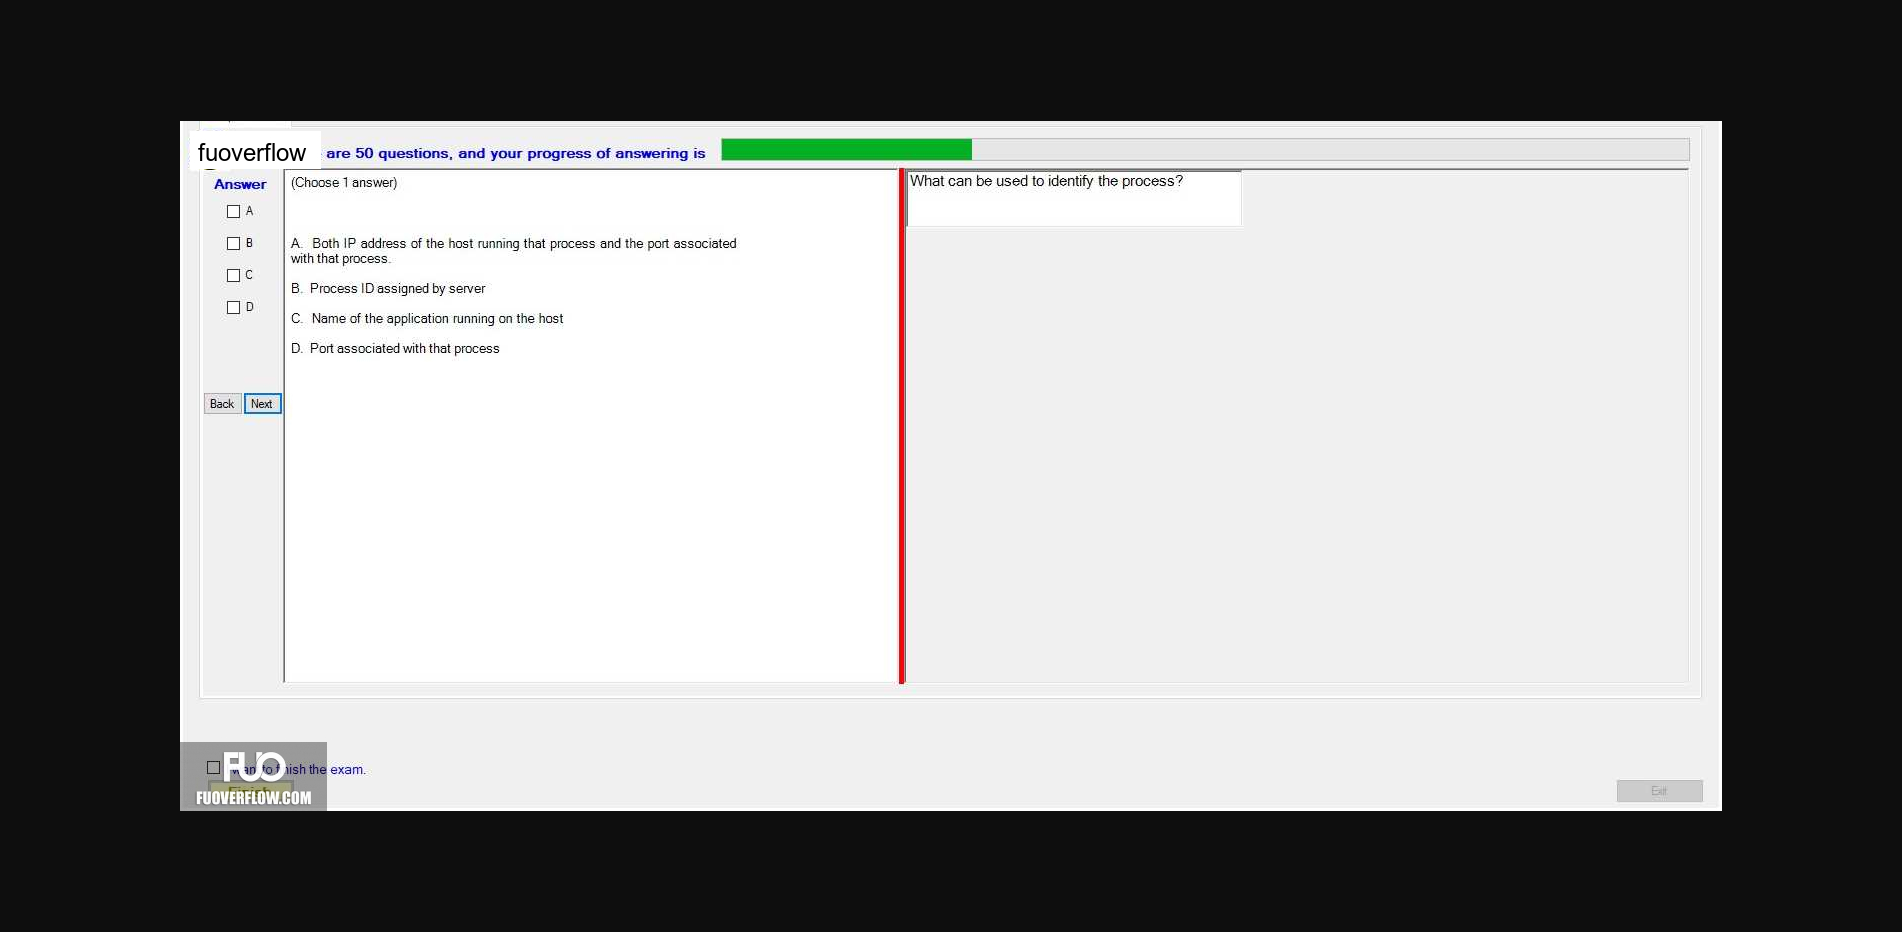 fuoverflow are 50 questions, and your progress of answering is
Answer
(Choose 1 answer)
What can be used to identify the process?
A
B
C
D
A. Both IP address of the host running that process and the port associated
with that process.
B. Process ID assigned by server
C. Name of the application running on the host
D. Port associated with that process
Back Next
FUO
want to finish the exam.
Finish
FUOVERFLOW.COM
Exit